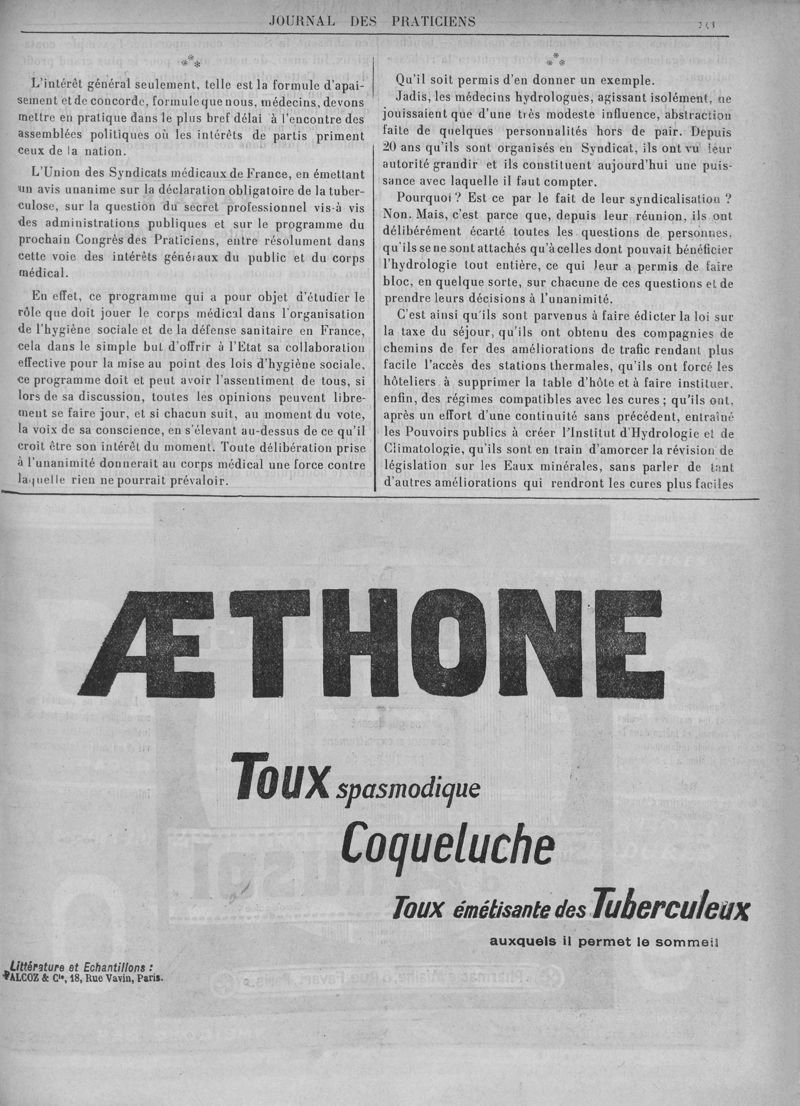 JOURNAL DES PRATICIENS
* * *
L'intérêt général seulement, telle est la formule d'apai-
sement et de concorde, formule que nous, médecins, devons
mettre en pratique dans le plus bref délai à l'encontre des
assemblées politiques où les intérêts de partis priment
ceux de la nation.
L'Union des Syndicats médicaux de France, en émettant
un avis unanime sur la déclaration obligatoire de la tuber-
culose, sur la question du secret professionnel vis-à vis
des administrations publiques et sur le programme du
prochain Congrès des Praticiens, entre résolument dans
cette voie des intérêts généraux du public et du corps
médical.
En effet, ce programme qui a pour objet d'étudier le
rôle que doit jouer le corps médical dans l'organisation
de l'hygiène sociale et de la défense sanitaire en France,
cela dans le simple but d'offrir à l'Etat sa collaboration
effective pour la mise au point des lois d'hygiène sociale,
ce programme doit et peut avoir l'assentiment de tous, si
lors de sa discussion, toutes les opinions peuvent libre-
ment se faire jour, et si chacun suit, au moment du vote,
la voix de sa conscience, en s'élevant au-dessus de ce qu'il
croit être son intérêt du moment. Toute délibération prise
à l'unanimité donnerait au corps médical une force contre
laquelle rien ne pourrait prévaloir.
* * *
Qu'il soit permis d'en donner un exemple.
Jadis, les médecins hydrologues, agissant isolément, ne
jouissaient que d'une très modeste influence, abstraction
faite de quelques personnalités hors de pair. Depuis
20 ans qu'ils sont organisés en Syndicat, ils ont vu leur
autorité grandir et ils constituent aujourd'hui une puis-
sance avec laquelle il faut compter.
Pourquoi ? Est ce par le fait de leur syndicalisation ?
Non. Mais, c'est parce que, depuis leur réunion, ils ont
délibérément écarté toutes les questions de personnes,
qu'ils se ne sont attachés qu'à celles dont pouvait bénéficier
l'hydrologie tout entière, ce qui leur a permis de faire
bloc, en quelque sorte, sur chacune de ces questions et de
prendre leurs décisions à l'unanimité.
C'est ainsi qu'ils sont parvenus à faire édicter la loi sur
la taxe du séjour, qu'ils ont obtenu des compagnies de
chemins de fer des améliorations de trafic rendant plus
facile l'accès des stations thermales, qu'ils ont forcé les
hôteliers à supprimer la table d'hôte et à faire instituer,
enfin, des régimes compatibles avec les cures ; qu'ils ont,
après un effort d'une continuité sans précédent, entraîné
les Pouvoirs publics à créer l'Institut d'Hydrologie et de
Climatologie, qu'ils sont en train d'amorcer la révision de
législation sur les Eaux minérales, sans parler de tant
d'autres améliorations qui rendront les cures plus faciles
ÆTHONE
Toux spasmodique
Coqueluche
Toux émétisante des Tuberculeux
auxquels il permet le sommeil
Littérature et Echantillons :
FALCOZ & Cie, 18, Rue Vavin, Paris.